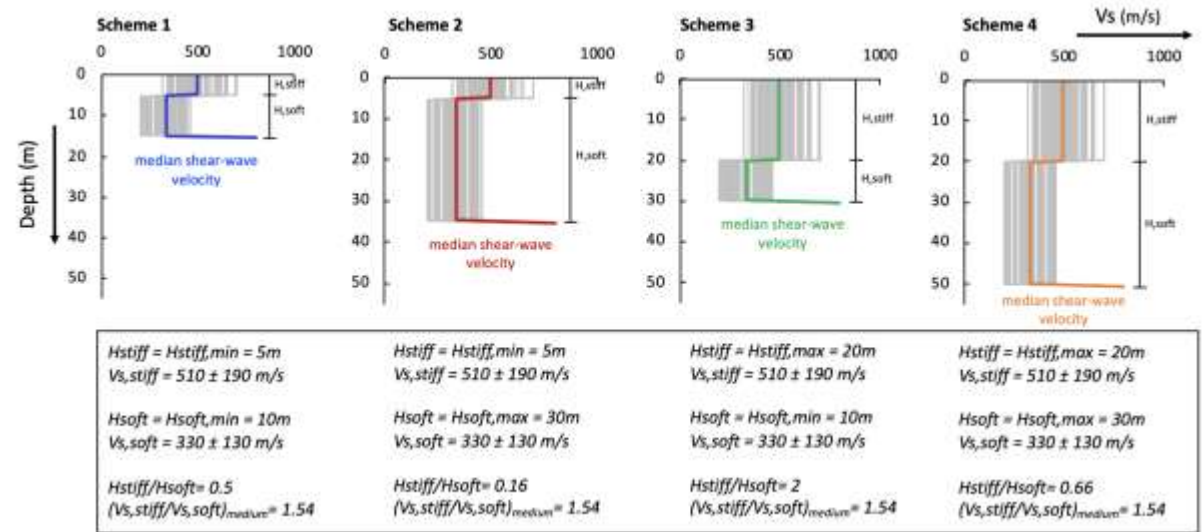 Scheme 1
0 500 1000
0
10
20
30
40
50
Depth (m)
H,stiff
H,soft
median shear-wave
velocity
Scheme 2
0 500 1000
0
10
20
30
40
50
H,stiff
H,soft
median shear-wave
velocity
Scheme 3
0 500 1000
0
10
20
30
40
50
H,stiff
H,soft
median shear-wave
velocity
Scheme 4
Vs (m/s)
0 500 1000
0
10
20
30
40
50
H,stiff
H,soft
median shear-wave
velocity
Hstiff = Hstiff,min = 5m
Vs,stiff = 510 ± 190 m/s
Hsoft = Hsoft,min = 10m
Vs,soft = 330 ± 130 m/s
Hstiff/Hsoft= 0.5
(Vs,stiff/Vs,soft)medium= 1.54
Hstiff = Hstiff,min = 5m
Vs,stiff = 510 ± 190 m/s
Hsoft = Hsoft,max = 30m
Vs,soft = 330 ± 130 m/s
Hstiff/Hsoft= 0.16
(Vs,stiff/Vs,soft)medium= 1.54
Hstiff = Hstiff,max = 20m
Vs,stiff = 510 ± 190 m/s
Hsoft = Hsoft,min = 10m
Vs,soft = 330 ± 130 m/s
Hstiff/Hsoft= 2
(Vs,stiff/Vs,soft)medium= 1.54
Hstiff = Hstiff,max = 20m
Vs,stiff = 510 ± 190 m/s
Hsoft = Hsoft,max = 30m
Vs,soft = 330 ± 130 m/s
Hstiff/Hsoft= 0.66
(Vs,stiff/Vs,soft)medium= 1.54